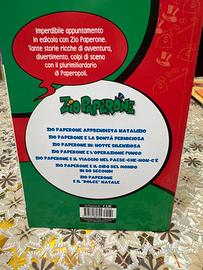 Imperdibile appuntamento
in edicola con Zio Paperone.
Tante storie ricche di avventura,
divertimento, colpi di scena
con il plurimiliardario
di Paperopoli.
ZIO PAPERONE
ZIO PAPERONE APPRENDISTA NATALIZIO
ZIO PAPERONE E LA BONTÀ PERNICIOSA
ZIO PAPERONE IN: NOTTE SILENZIOSA
ZIO PAPERONE E L'OPERAZIONE FUNGO
ZIO PAPERONE E IL VIAGGIO NEL PAESE-CHE-NON-C'È
ZIO PAPERONE E IL GIRO DEL MONDO
IN 80 SECONDI
ZIO PAPERONE
E IL "DOLCE" NATALE